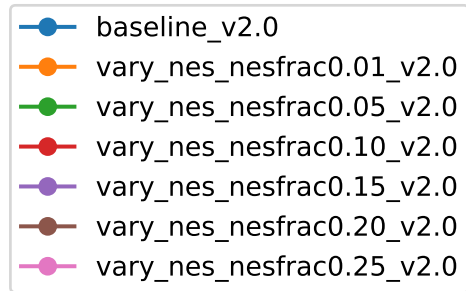 baseline_v2.0
vary_nes_nesfrac0.01_v2.0
vary_nes_nesfrac0.05_v2.0
vary_nes_nesfrac0.10_v2.0
vary_nes_nesfrac0.15_v2.0
vary_nes_nesfrac0.20_v2.0
vary_nes_nesfrac0.25_v2.0